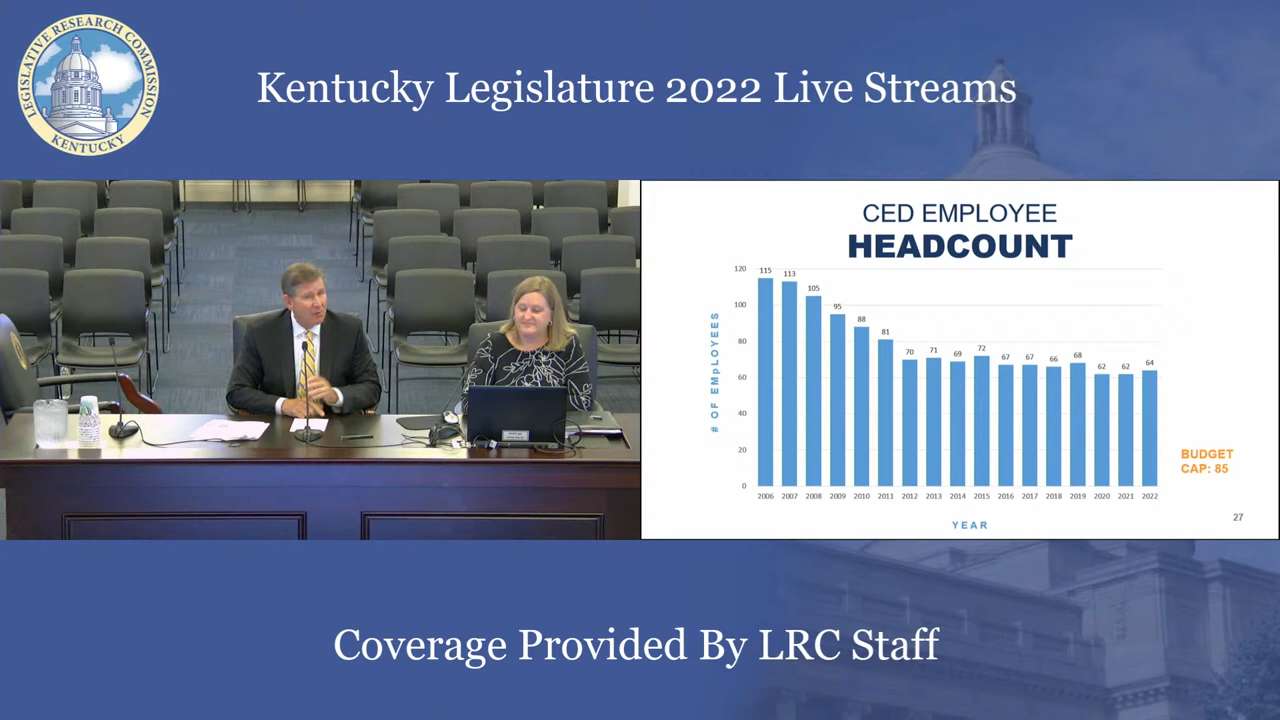 LEGISLATIVE RESEARCH COMMISSION
KENTUCKY
Kentucky Legislature 2022 Live Streams
CED EMPLOYEE
HEADCOUNT
# OF EMpLOYEES
120
100
80
60
40
20
0
115 113 105 95 88 81 70 71 69 72 67 67 66 68 62 62 64
2006 2007 2008 2009 2010 2011 2012 2013 2014 2015 2016 2017 2018 2019 2020 2021 2022
YEAR
BUDGET
CAP: 85
27
Coverage Provided By LRC Staff